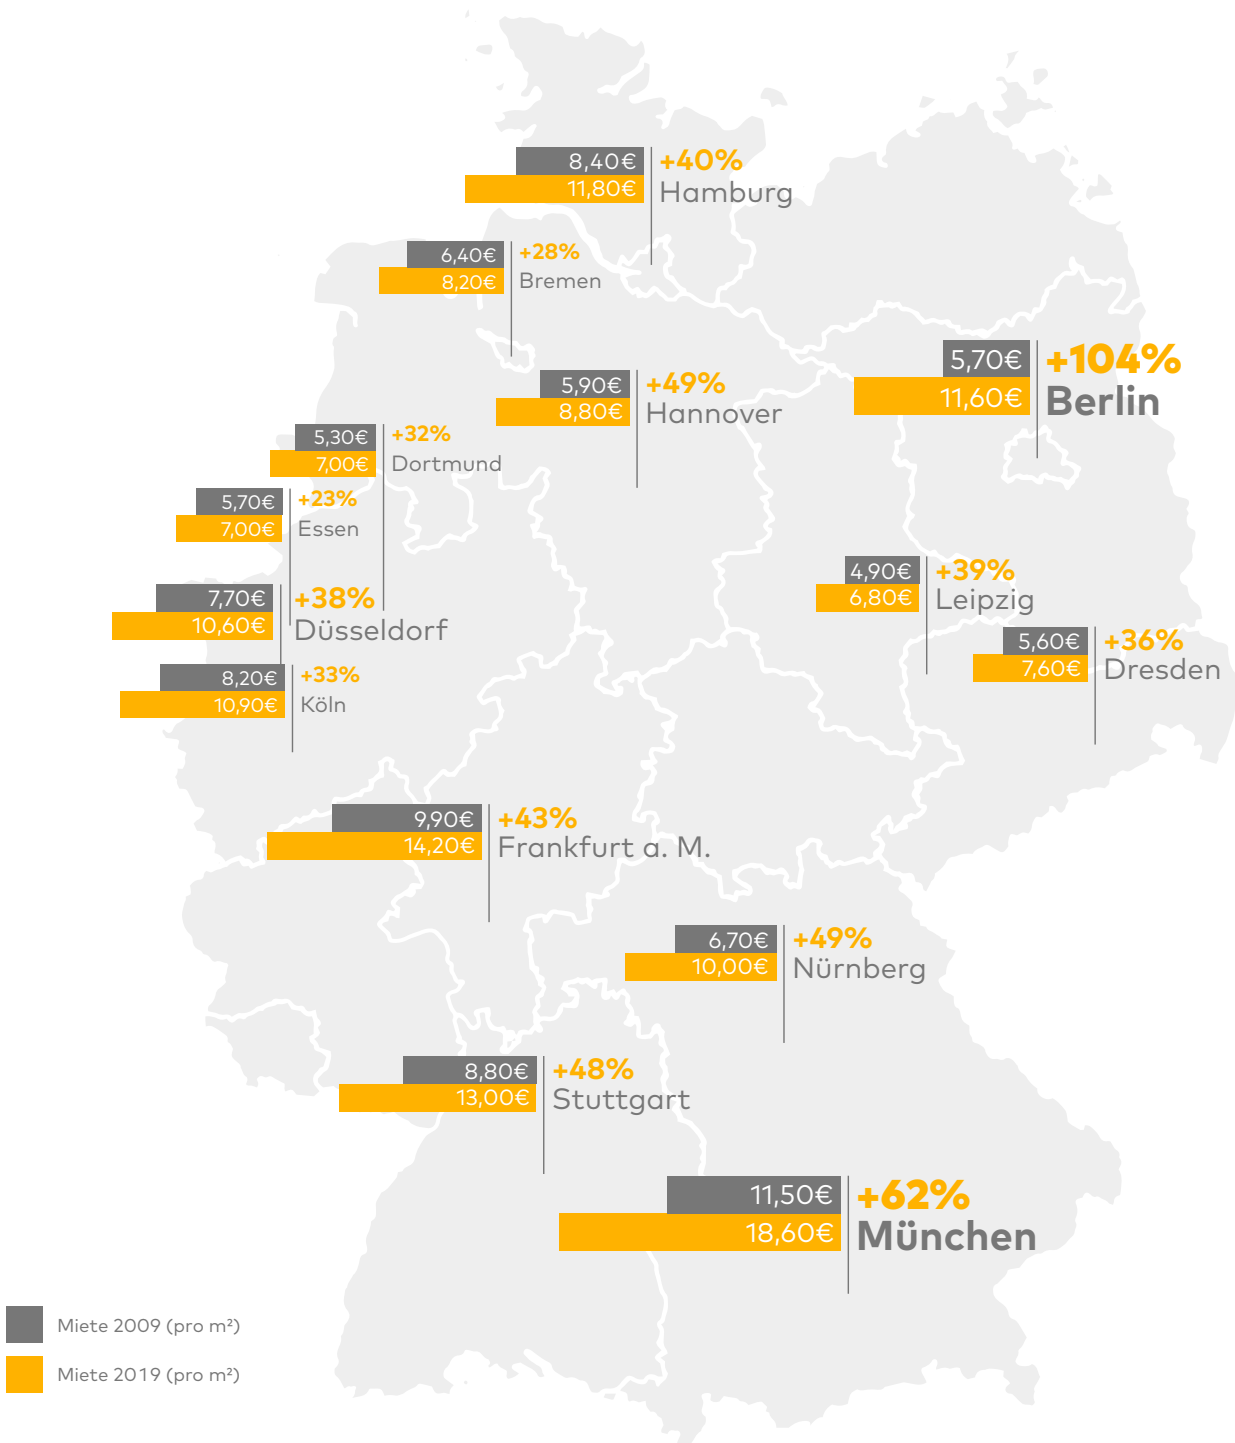 8,40€
11,80€
+40%
Hamburg
6,40€
8,20€
+28%
Bremen
5,70€
11,60€
+104%
Berlin
5,90€
8,80€
+49%
Hannover
5,30€
7,00€
+32%
Dortmund
5,70€
7,00€
+23%
Essen
4,90€
6,80€
+39%
Leipzig
7,70€
10,60€
+38%
Düsseldorf
5,60€
7,60€
+36%
Dresden
8,20€
10,90€
+33%
Köln
9,90€
14,20€
+43%
Frankfurt a. M.
6,70€
10,00€
+49%
Nürnberg
8,80€
13,00€
+48%
Stuttgart
11,50€
18,60€
+62%
München
Miete 2009 (pro m²)
Miete 2019 (pro m²)